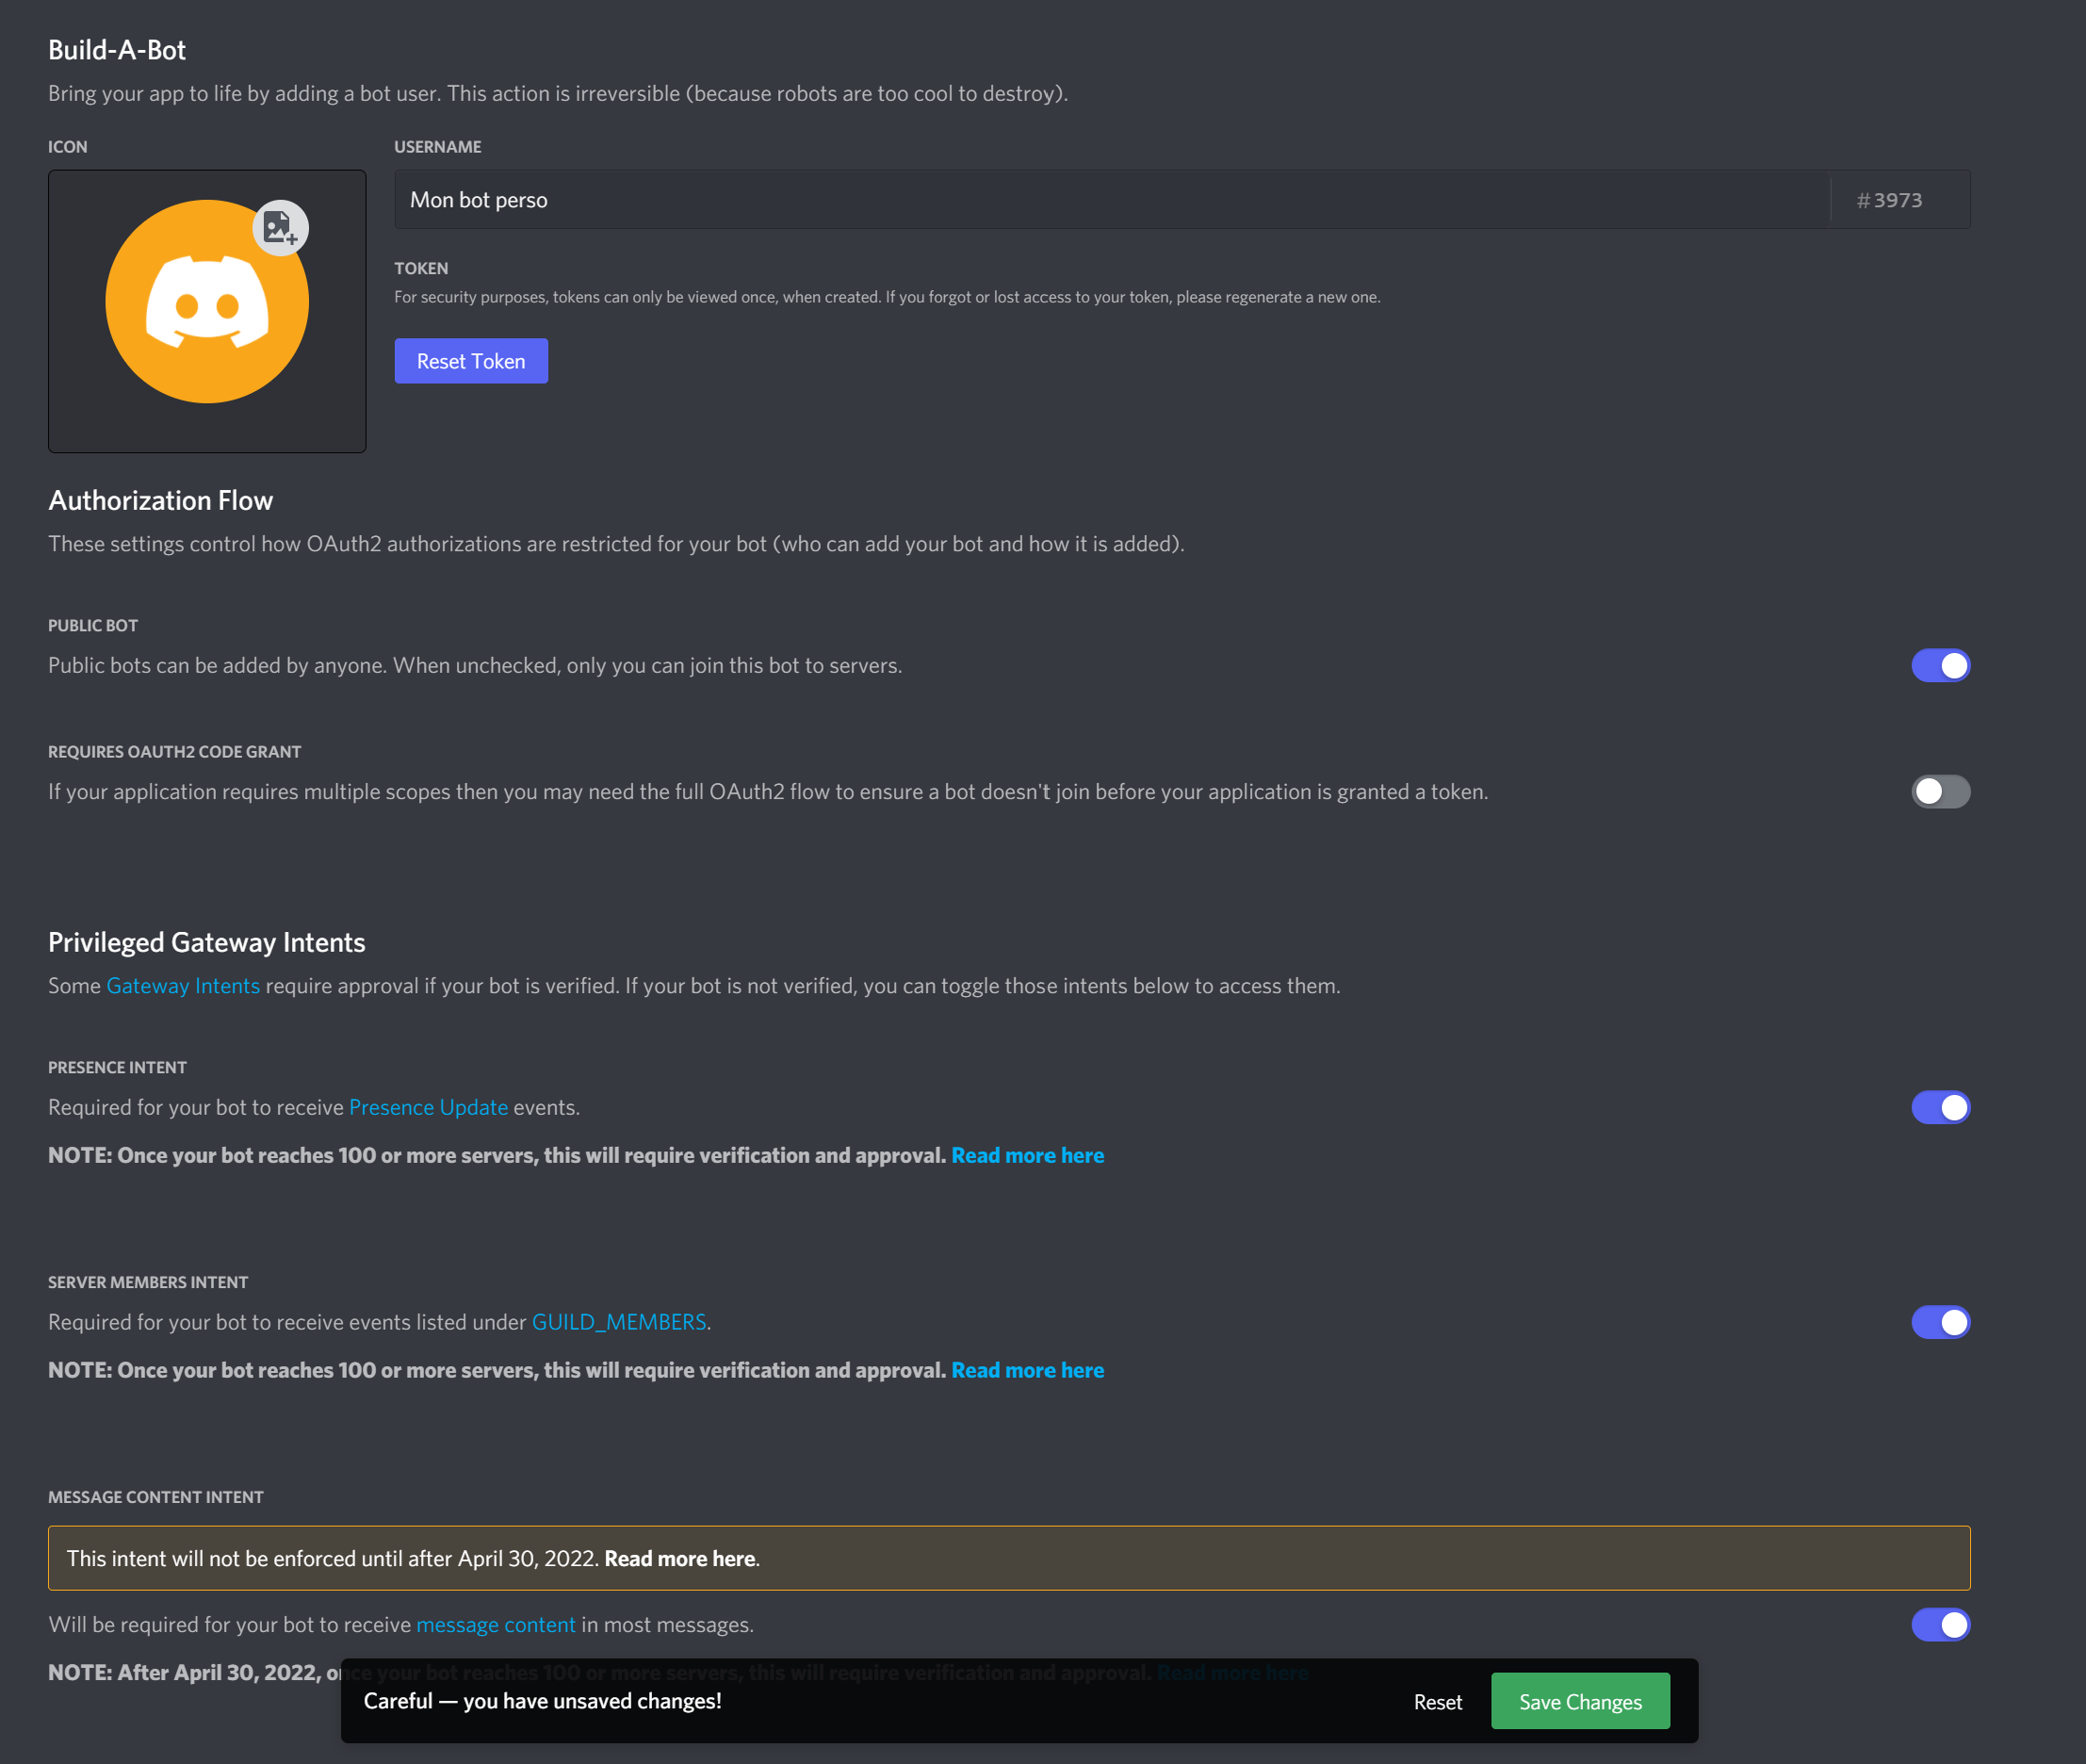 Build-A-Bot
Bring your app to life by adding a bot user. This action is irreversible (because robots are too cool to destroy).
ICON
USERNAME
Mon bot perso
#3973
TOKEN
For security purposes, tokens can only be viewed once, when created. If you forgot or lost access to your token, please regenerate a new one.
Reset Token
Authorization Flow
These settings control how OAuth2 authorizations are restricted for your bot (who can add your bot and how it is added).
PUBLIC BOT
Public bots can be added by anyone. When unchecked, only you can join this bot to servers.
REQUIRES OAUTH2 CODE GRANT
If your application requires multiple scopes then you may need the full OAuth2 flow to ensure a bot doesn't join before your application is granted a token.
Privileged Gateway Intents
Some Gateway Intents require approval if your bot is verified. If your bot is not verified, you can toggle those intents below to access them.
PRESENCE INTENT
Required for your bot to receive Presence Update events.
NOTE: Once your bot reaches 100 or more servers, this will require verification and approval. Read more here
SERVER MEMBERS INTENT
Required for your bot to receive events listed under GUILD_MEMBERS.
NOTE: Once your bot reaches 100 or more servers, this will require verification and approval. Read more here
MESSAGE CONTENT INTENT
This intent will not be enforced until after April 30, 2022. Read more here.
Will be required for your bot to receive message content in most messages.
NOTE: After April 30, 2022, once your bot reaches 100 or more servers, this will require verification and approval. Read more here
Careful — you have unsaved changes!
Reset
Save Changes